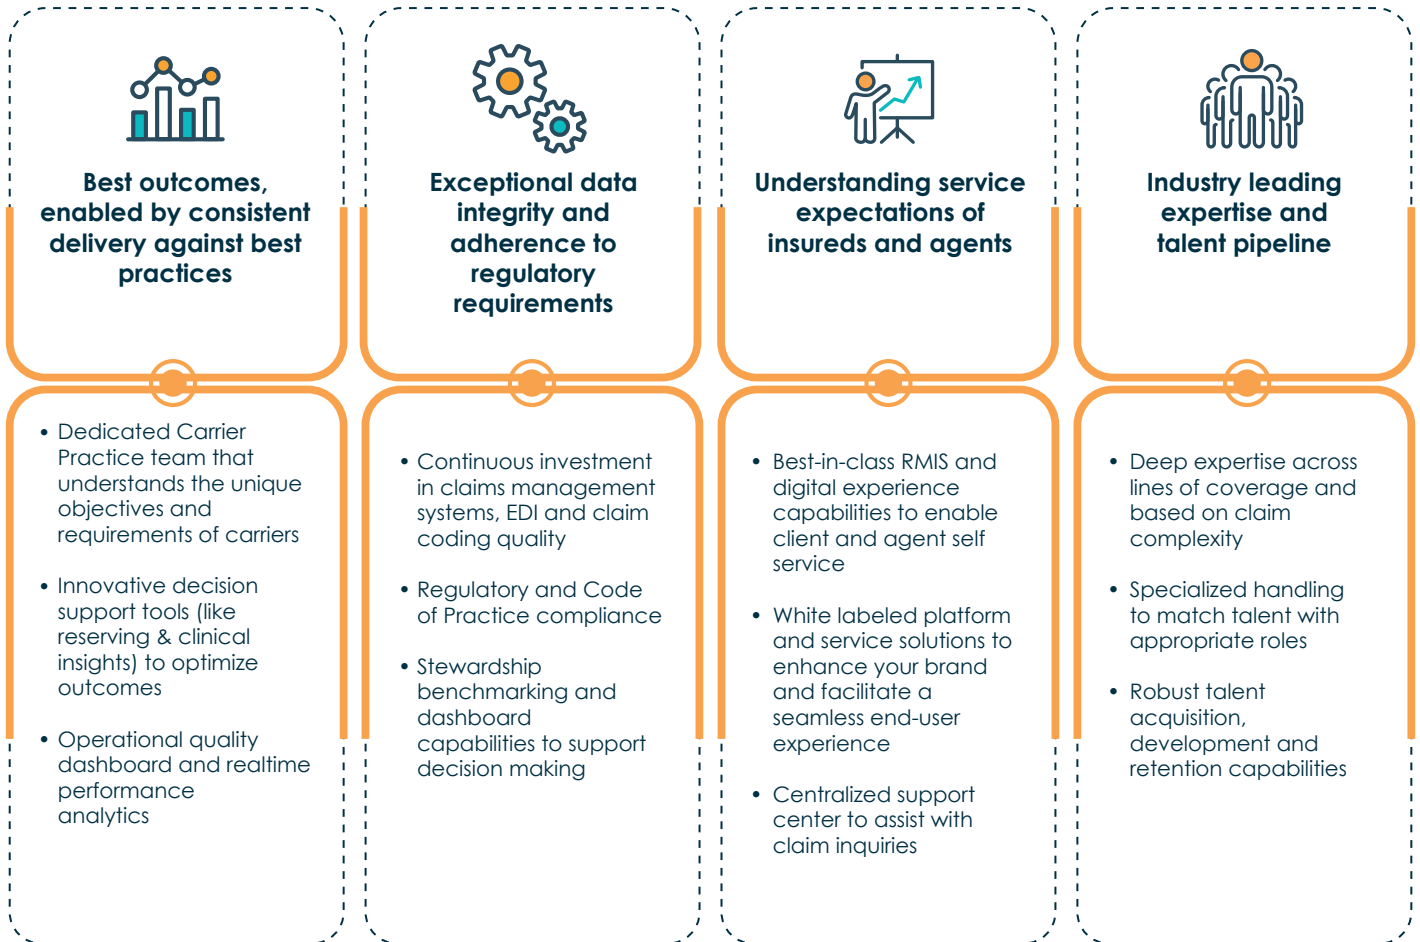 Best outcomes,
enabled by consistent
delivery against best
practices
Exceptional data
integrity and
adherence to
regulatory
requirements
Understanding service
expectations of
insureds and agents
Industry leading
expertise and
talent pipeline
• Dedicated Carrier
Practice team that
understands the unique
objectives and
requirements of carriers
• Innovative decision
support tools (like
reserving & clinical
insights) to optimize
outcomes
• Operational quality
dashboard and realtime
performance
analytics
• Continuous investment
in claims management
systems, EDI and claim
coding quality
• Regulatory and Code
of Practice compliance
• Stewardship
benchmarking and
dashboard
capabilities to support
decision making
• Best-in-class RMIS and
digital experience
capabilities to enable
client and agent self
service
• White labeled platform
and service solutions to
enhance your brand
and facilitate a
seamless end-user
experience
• Centralized support
center to assist with
claim inquiries
• Deep expertise across
lines of coverage and
based on claim
complexity
• Specialized handling
to match talent with
appropriate roles
• Robust talent
acquisition,
development and
retention capabilities